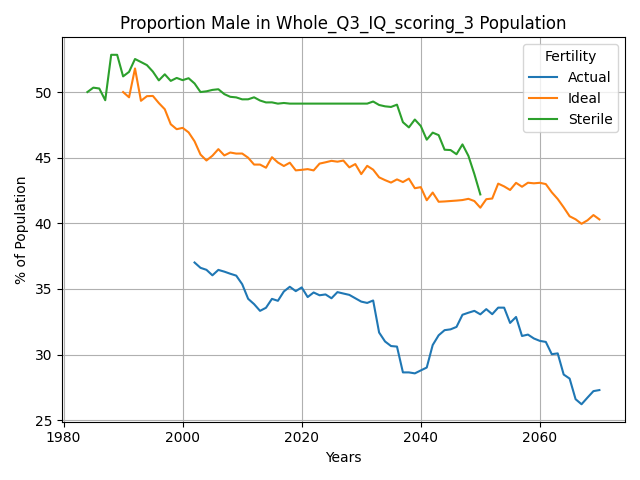 Proportion Male in Whole_Q3_IQ_scoring_3 Population
Fertility
Actual
Ideal
Sterile
% of Population
50
45
40
35
30
25
1980
2000
2020
2040
2060
Years